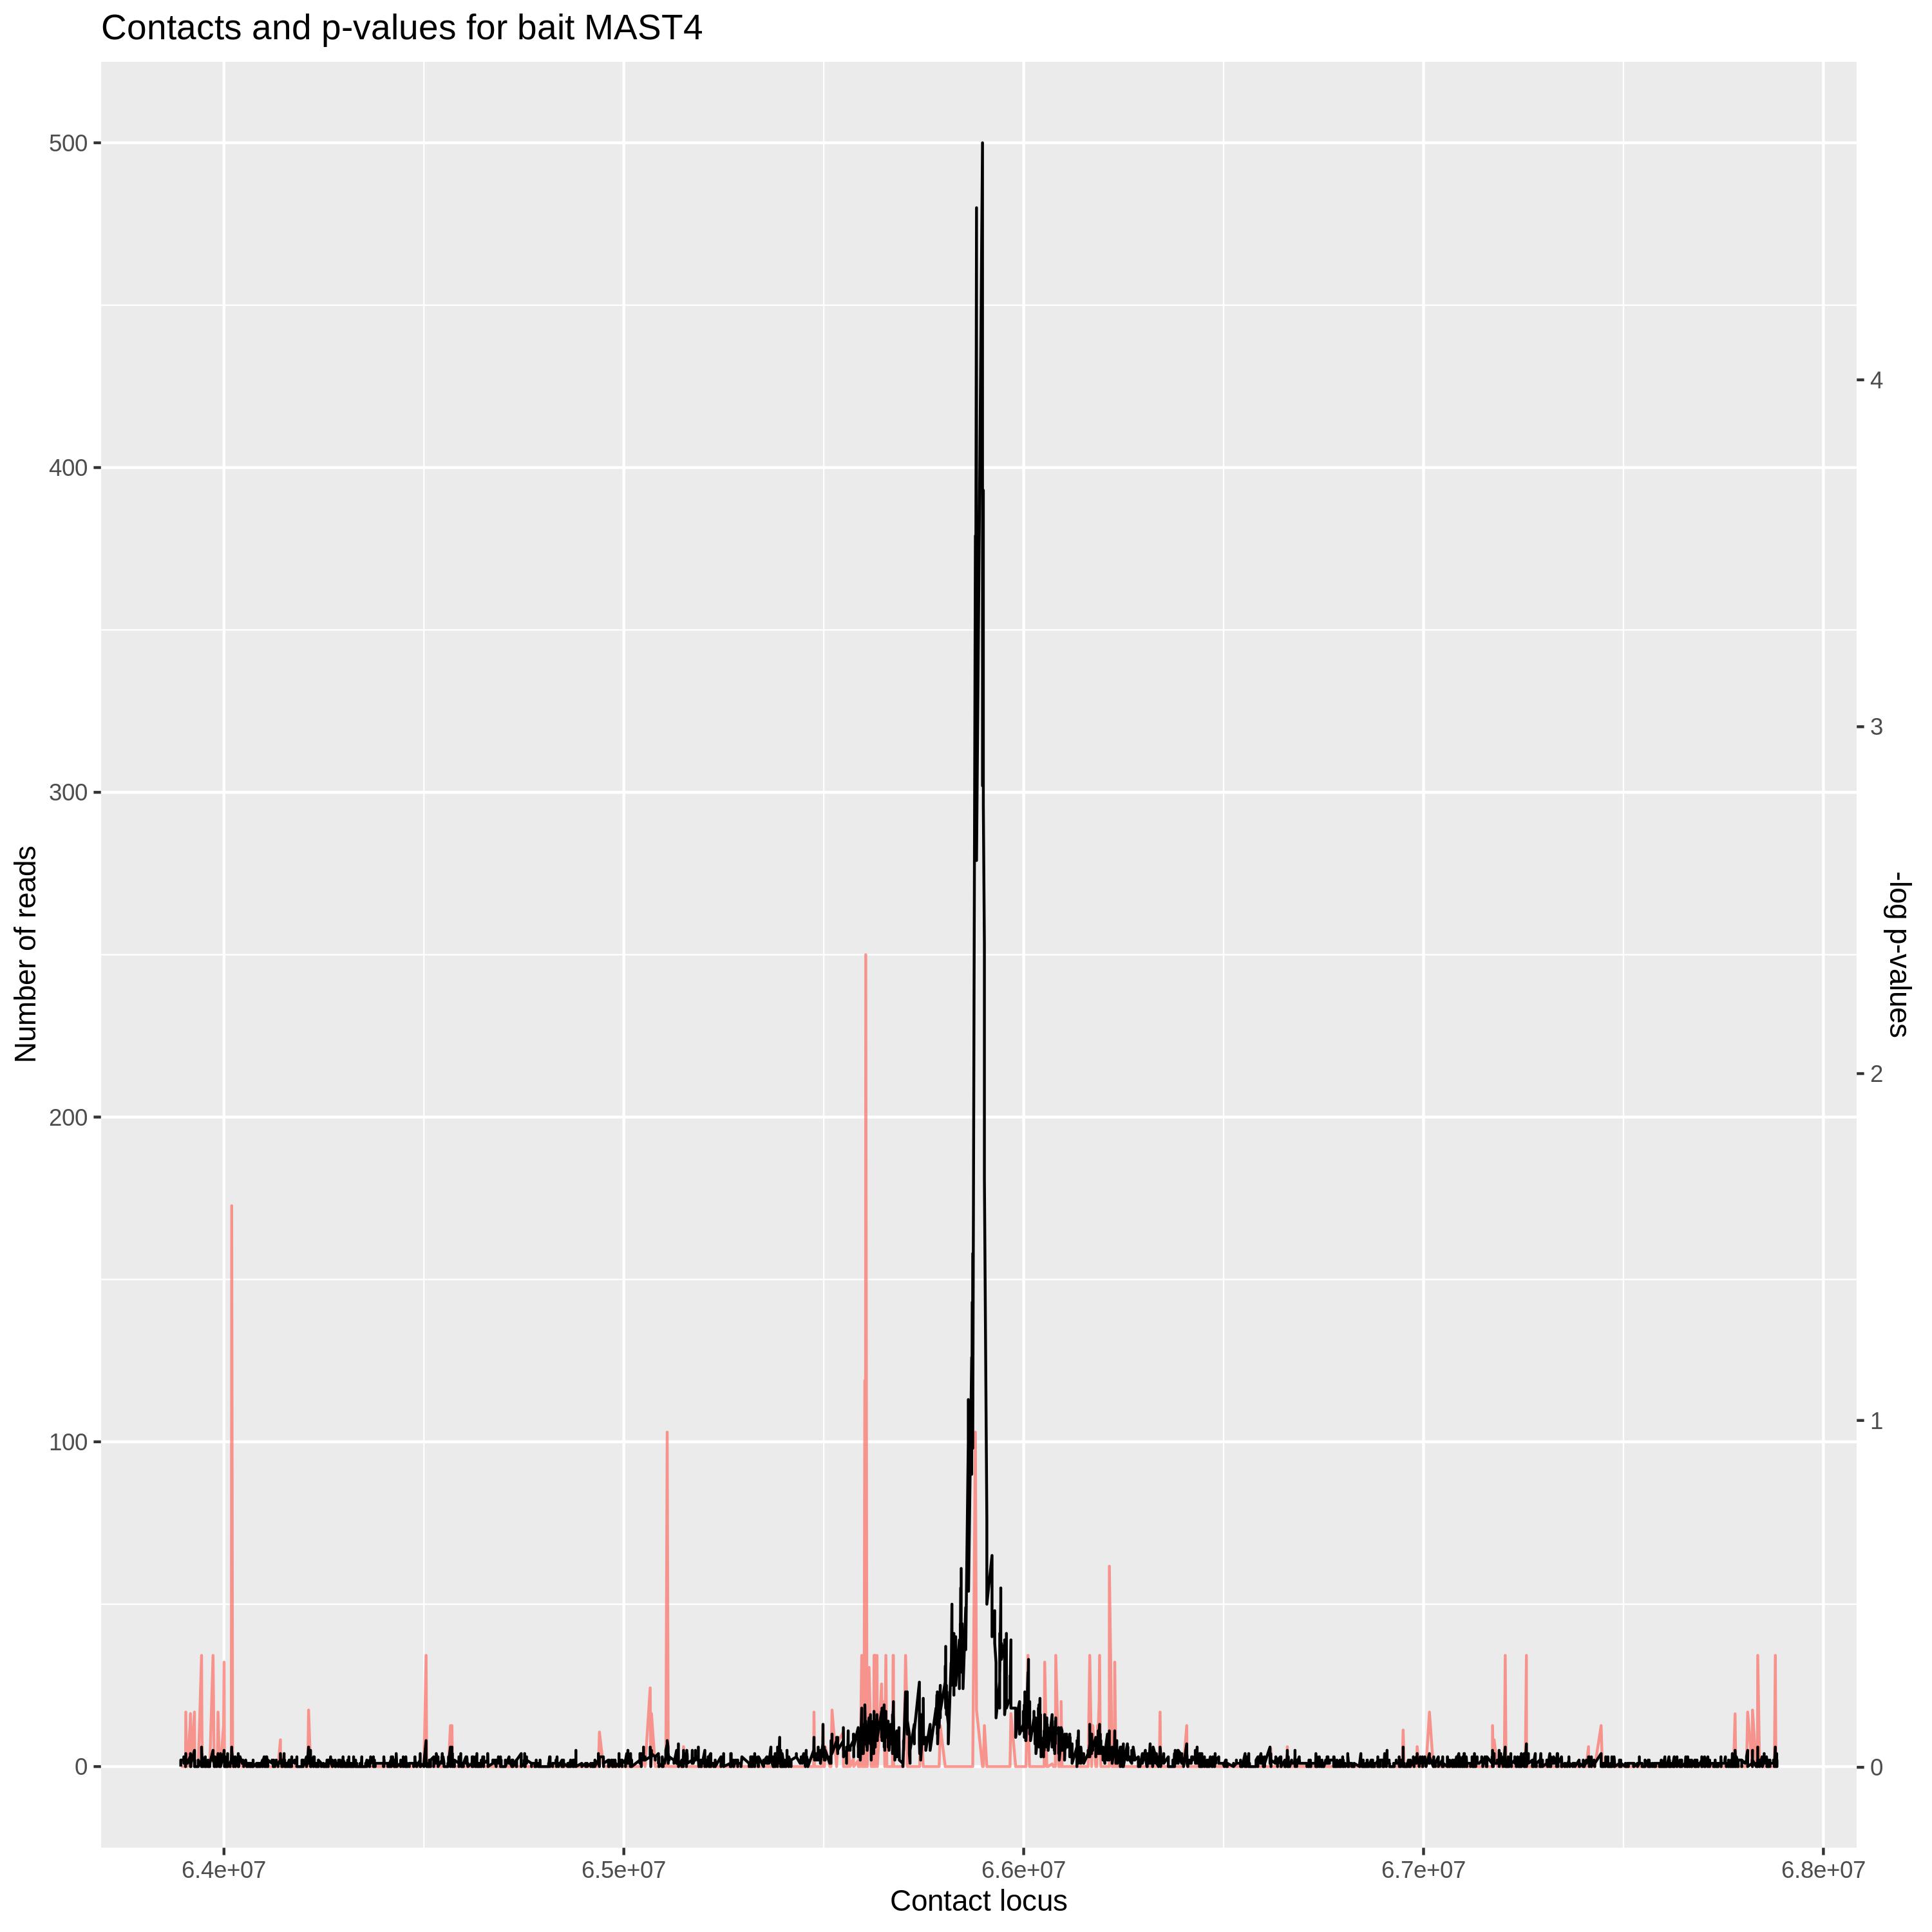 Contacts and p-values for bait MAST4
500
400
300
200
100
0
Number of reads
4
3
2
1
0
-log p-values
6.4e+07
6.5e+07
6.6e+07
6.7e+07
6.8e+07
Contact locus